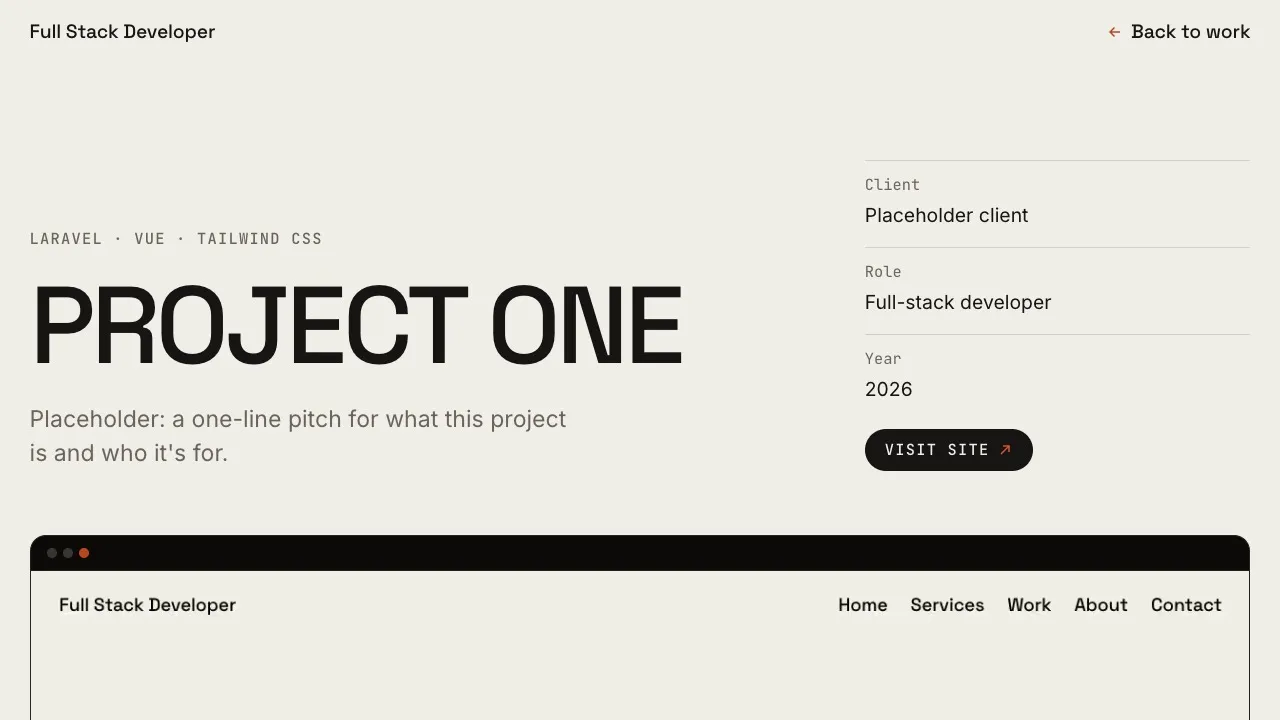 Full Stack Developer
← Back to work
LARAVEL · VUE · TAILWIND CSS
PROJECT ONE
Placeholder: a one-line pitch for what this project
is and who it's for.
Client
Placeholder client
Role
Full-stack developer
Year
2026
VISIT SITE ↗
Full Stack Developer
Home Services Work About Contact